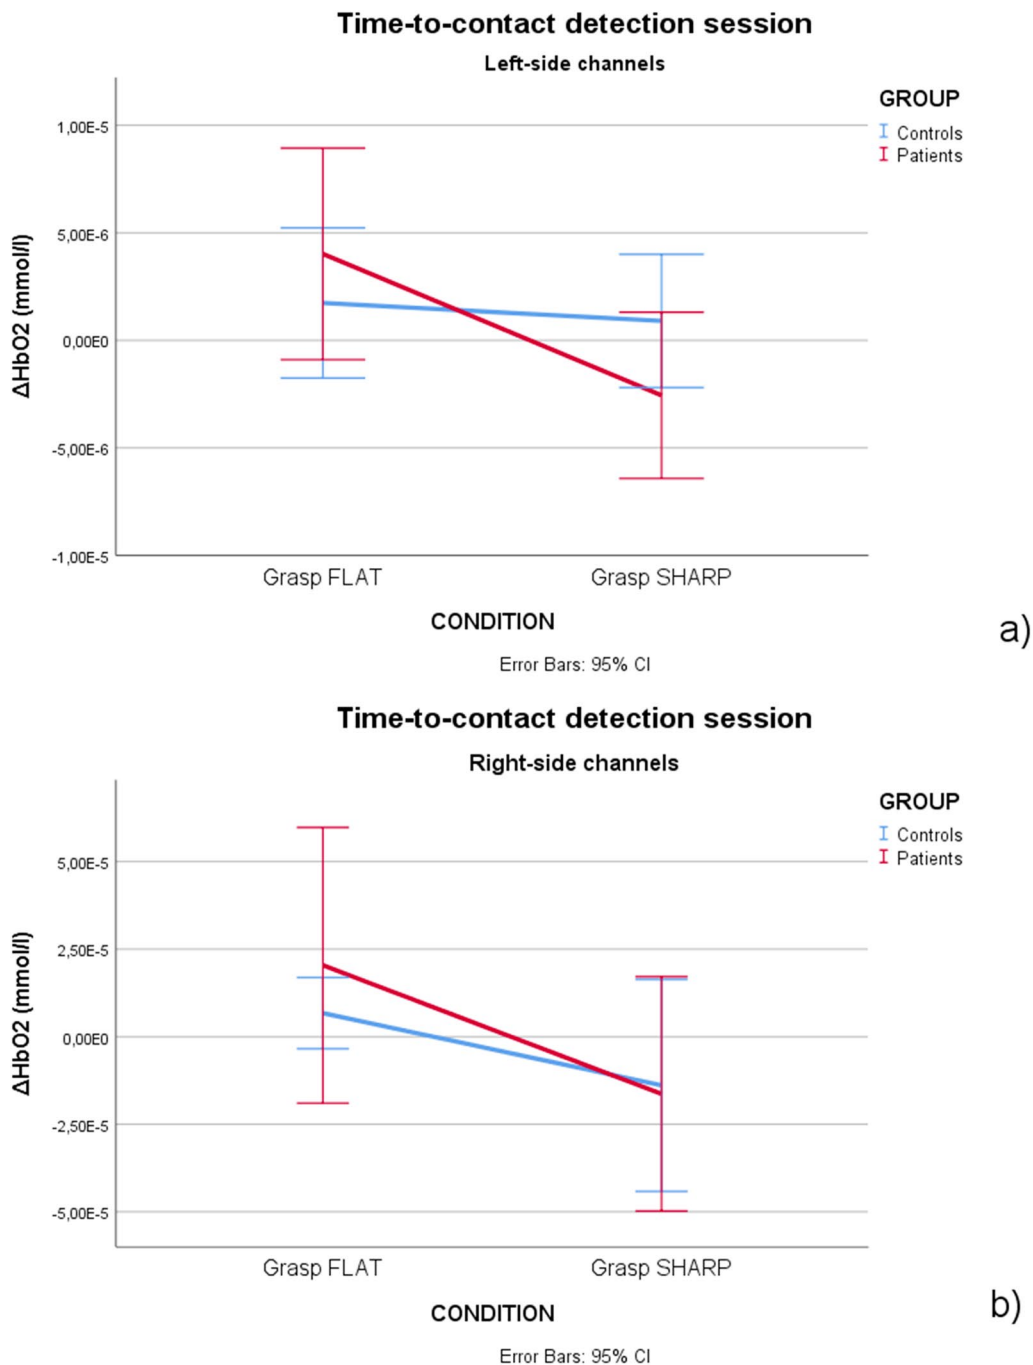 Time-to-contact detection session
Left-side channels
GROUP
Controls
Patients
ΔHbO2 (mmol/l)
1,00E-5
5,00E-6
0,00E0
-5,00E-6
-1,00E-5
Grasp FLAT Grasp SHARP
CONDITION
a)
Error Bars: 95% CI
Time-to-contact detection session
Right-side channels
GROUP
Controls
Patients
ΔHbO2 (mmol/l)
5,00E-5
2,50E-5
0,00E0
-2,50E-5
-5,00E-5
Grasp FLAT Grasp SHARP
CONDITION
b)
Error Bars: 95% CI